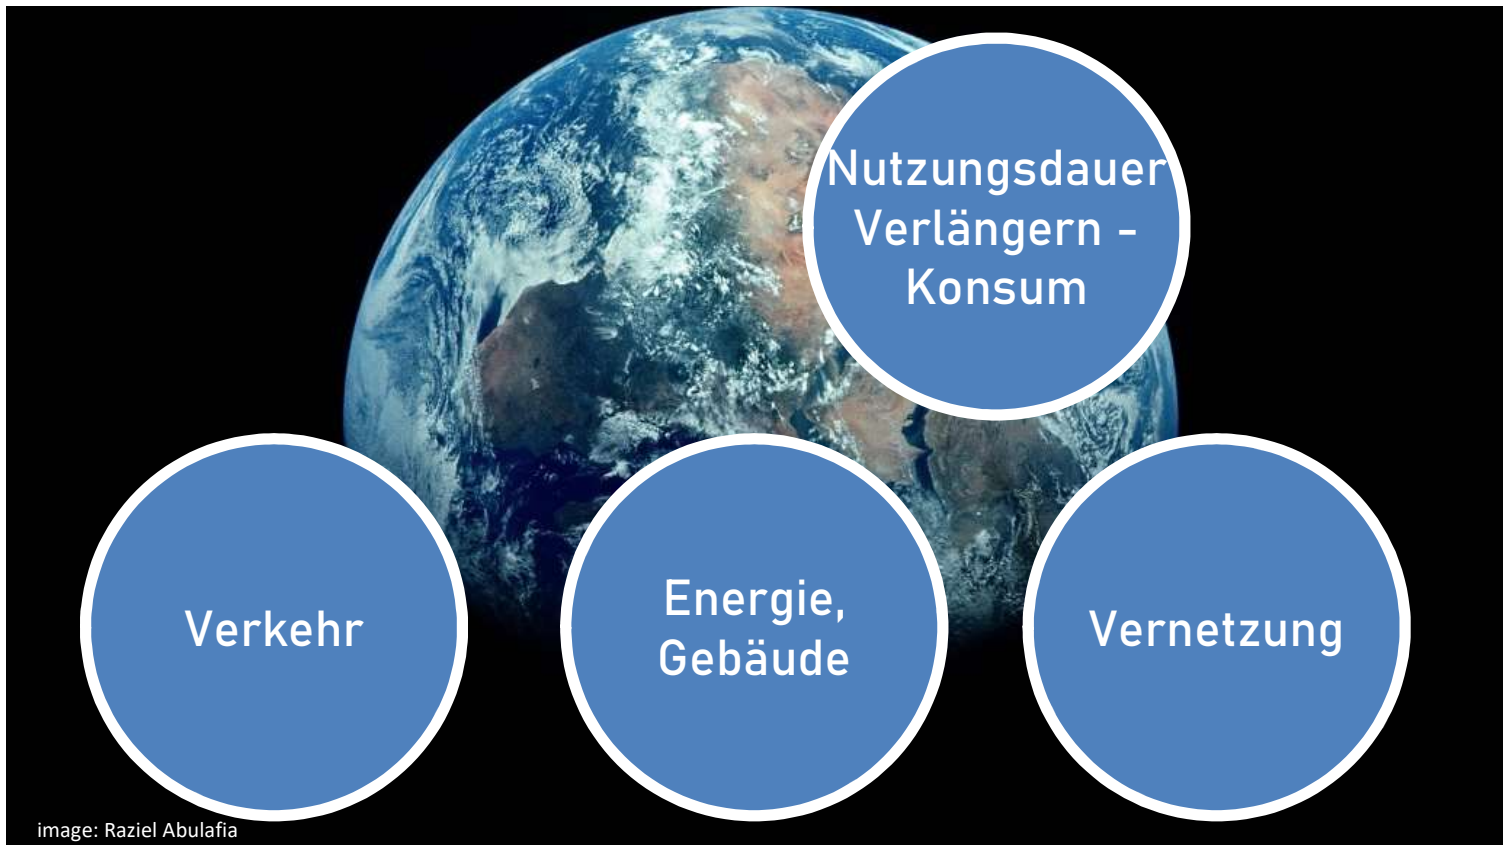 Nutzungsdauer
Verlängern -
Konsum
Verkehr
Energie,
Gebäude
Vernetzung
image: Raziel Abulafia